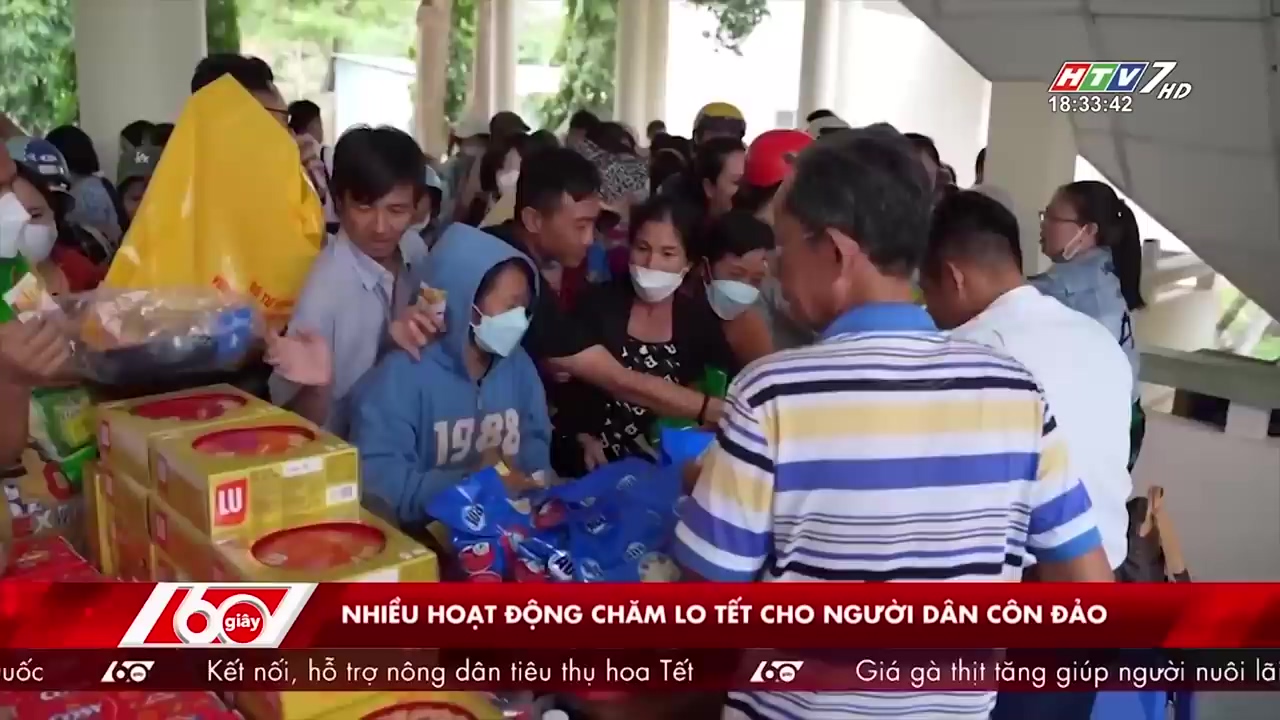 HTV7 HD
18:33:42
1988
LU
60 giây
NHIỀU HOẠT ĐỘNG CHĂM LO TẾT CHO NGƯỜI DÂN CÔN ĐẢO
uốc 60 giây Kết nối, hỗ trợ nông dân tiêu thụ hoa Tết 60 giây Giá gà thịt tăng giúp người nuôi lã